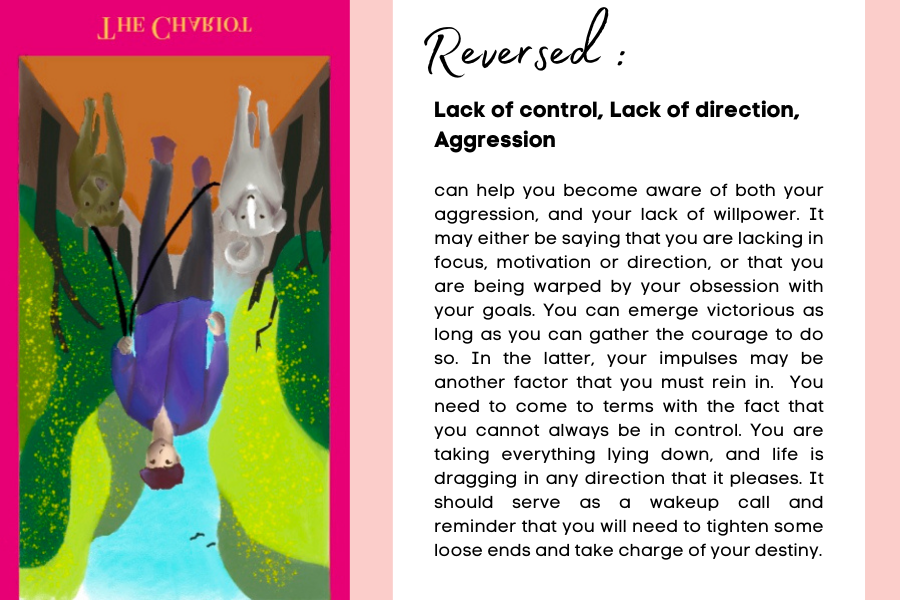 THE CHARIOT
Reversed :
Lack of control, Lack of direction,
Aggression
can help you become aware of both your
aggression, and your lack of willpower. It
may either be saying that you are lacking in
focus, motivation or direction, or that you
are being warped by your obsession with
your goals. You can emerge victorious as
long as you can gather the courage to do
so. In the latter, your impulses may be
another factor that you must rein in. You
need to come to terms with the fact that
you cannot always be in control. You are
taking everything lying down, and life is
dragging in any direction that it pleases. It
should serve as a wakeup call and
reminder that you will need to tighten some
loose ends and take charge of your destiny.